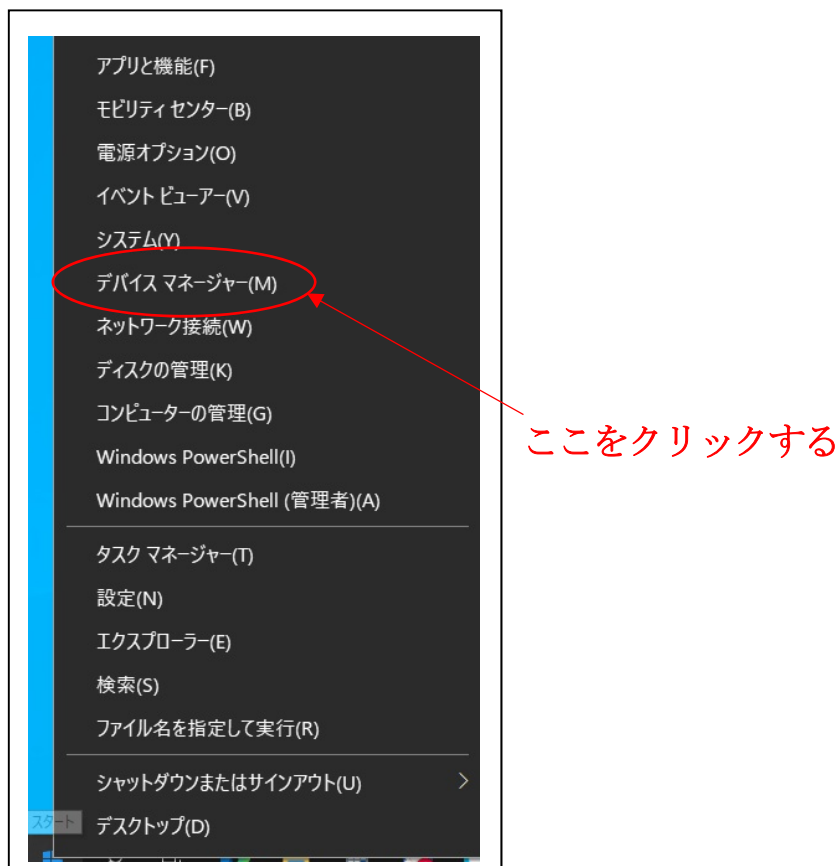 アプリと機能(F)
モビリティ センター(B)
電源オプション(O)
イベント ビューアー(V)
システム(Y)
デバイス マネージャー(M)
ネットワーク接続(W)
ディスクの管理(K)
コンピューターの管理(G)
ここをクリックする
Windows PowerShell(I)
Windows PowerShell (管理者)(A)
タスク マネージャー(T)
設定(N)
エクスプローラー(E)
検索(S)
ファイル名を指定して実行(R)
シャットダウンまたはサインアウト(U)
スタート
デスクトップ(D)